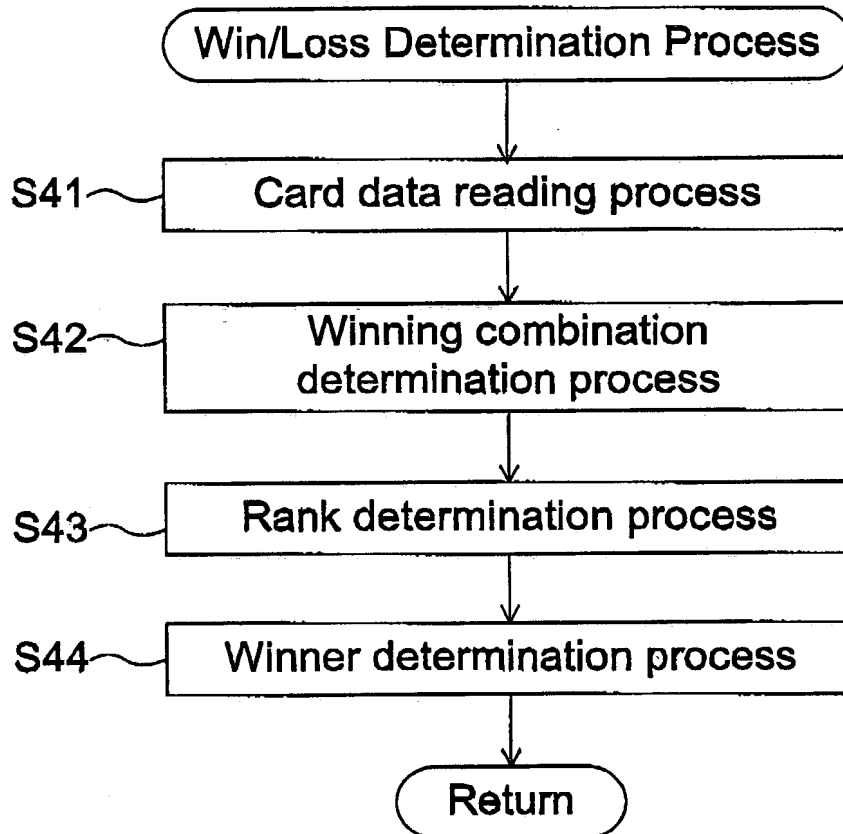 Win/Loss Determination Process
S41
Card data reading process
S42
Winning combination
determination process
S43
Rank determination process
S44
Winner determination process
Return